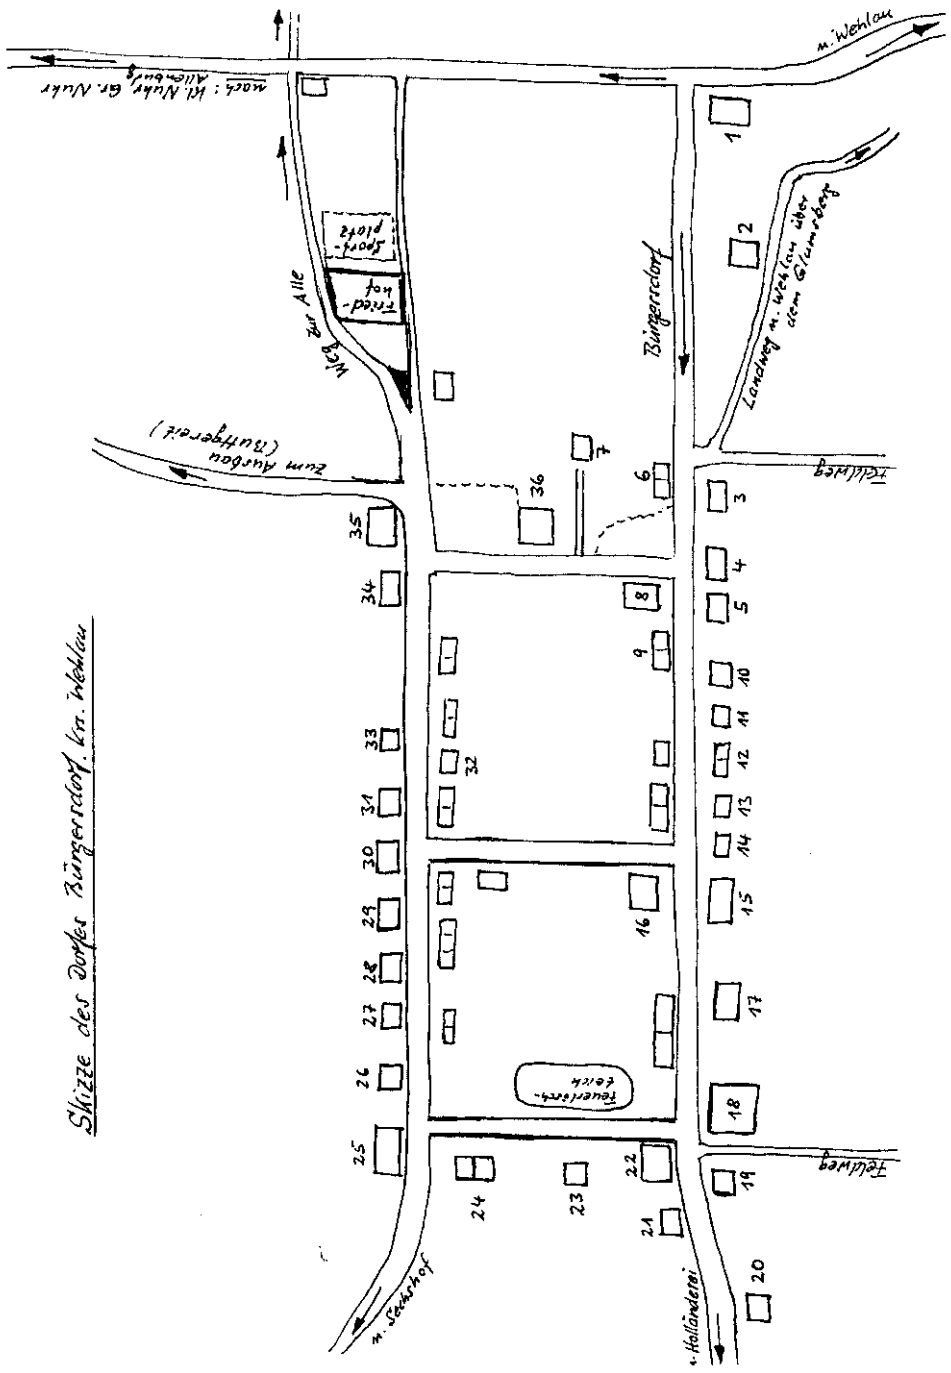 Skizze des Dorfes Bürgersdorf, Krs. Wehlau
n. Wehlau
nach: Kl. Nuhr Gr. Nuhr
Allenburg
1
Sport-
platz
2
Landweg n. Wehlau über
dem Glumsberg
Fried-
hof
Weg zur Alle
Bürgersdorf
zum Ausbau
(Buttgereit)
Feldweg
7
6
3
36
35
34
4
5
8
9
10
11
33
32
12
31
13
30
14
29
16
15
28
27
17
26
Feuerlösch-
teich
18
25
24
23
22
Feldweg
19
21
20
n. Sechshof
n. Holländerei